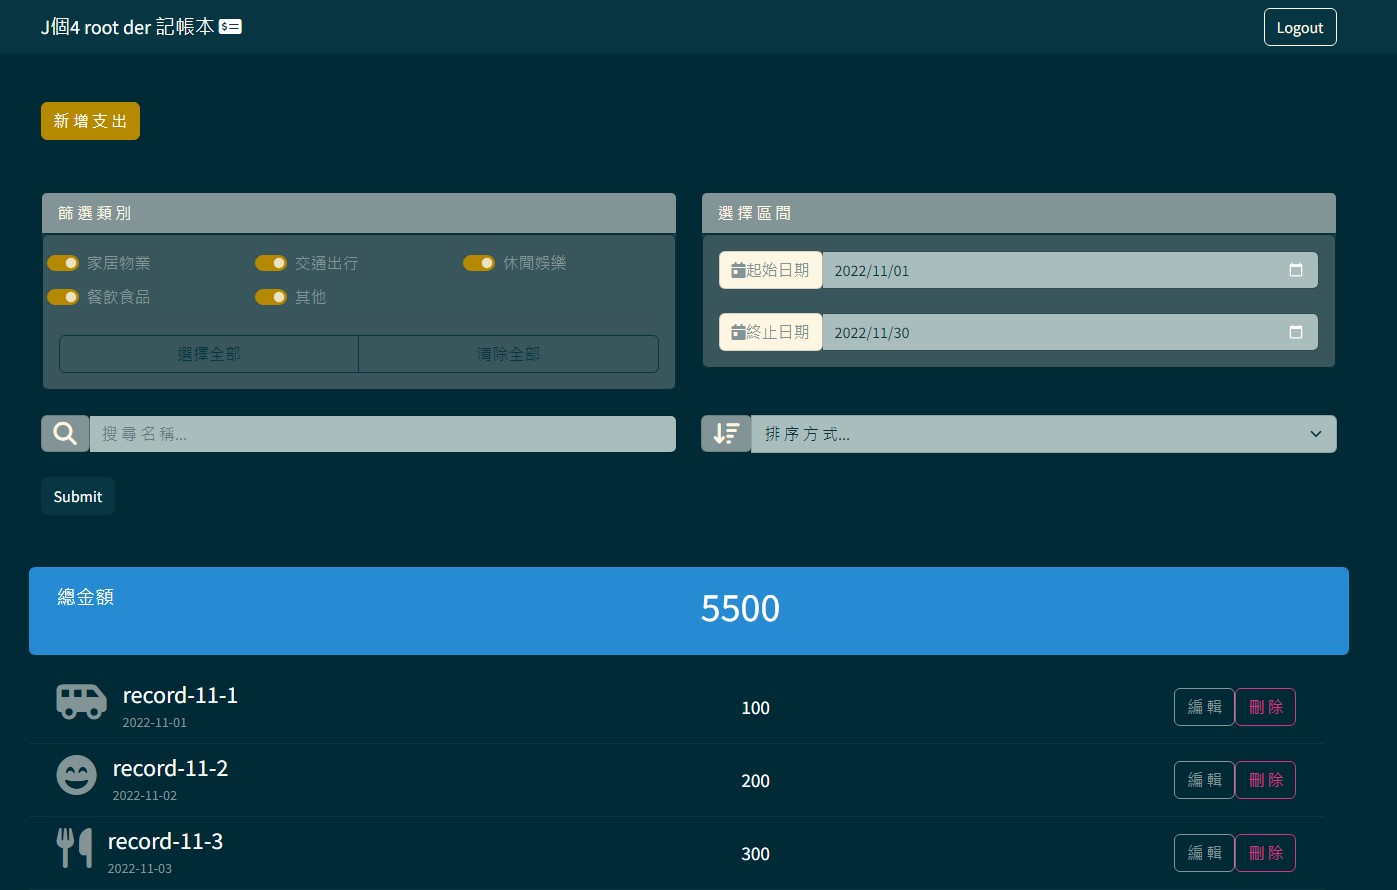 J個4 root der 記帳本
Logout
新增支出
篩選類別
選擇區間
家居物業
交通出行
休閒娛樂
餐飲食品
其他
選擇全部
清除全部
起始日期
2022/11/01
終止日期
2022/11/30
搜尋名稱...
排序方式...
Submit
總金額
5500
record-11-1
2022-11-01
100
編輯
刪除
record-11-2
2022-11-02
200
編輯
刪除
record-11-3
2022-11-03
300
編輯
刪除